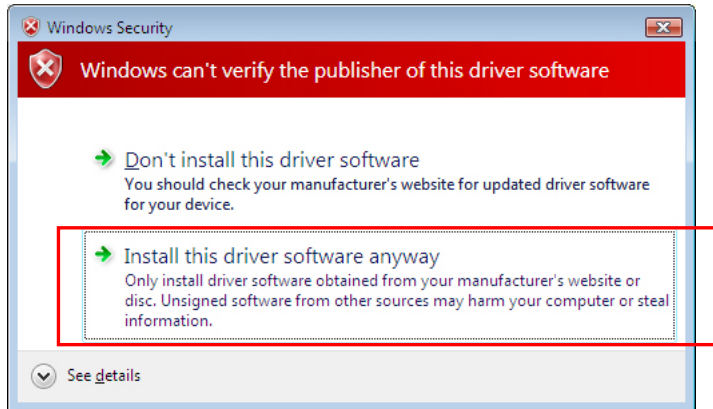 Windows Security
Windows can't verify the publisher of this driver software
Don't install this driver software
You should check your manufacturer's website for updated driver software
for your device.
Install this driver software anyway
Only install driver software obtained from your manufacturer's website or
disc. Unsigned software from other sources may harm your computer or steal
information.
See details